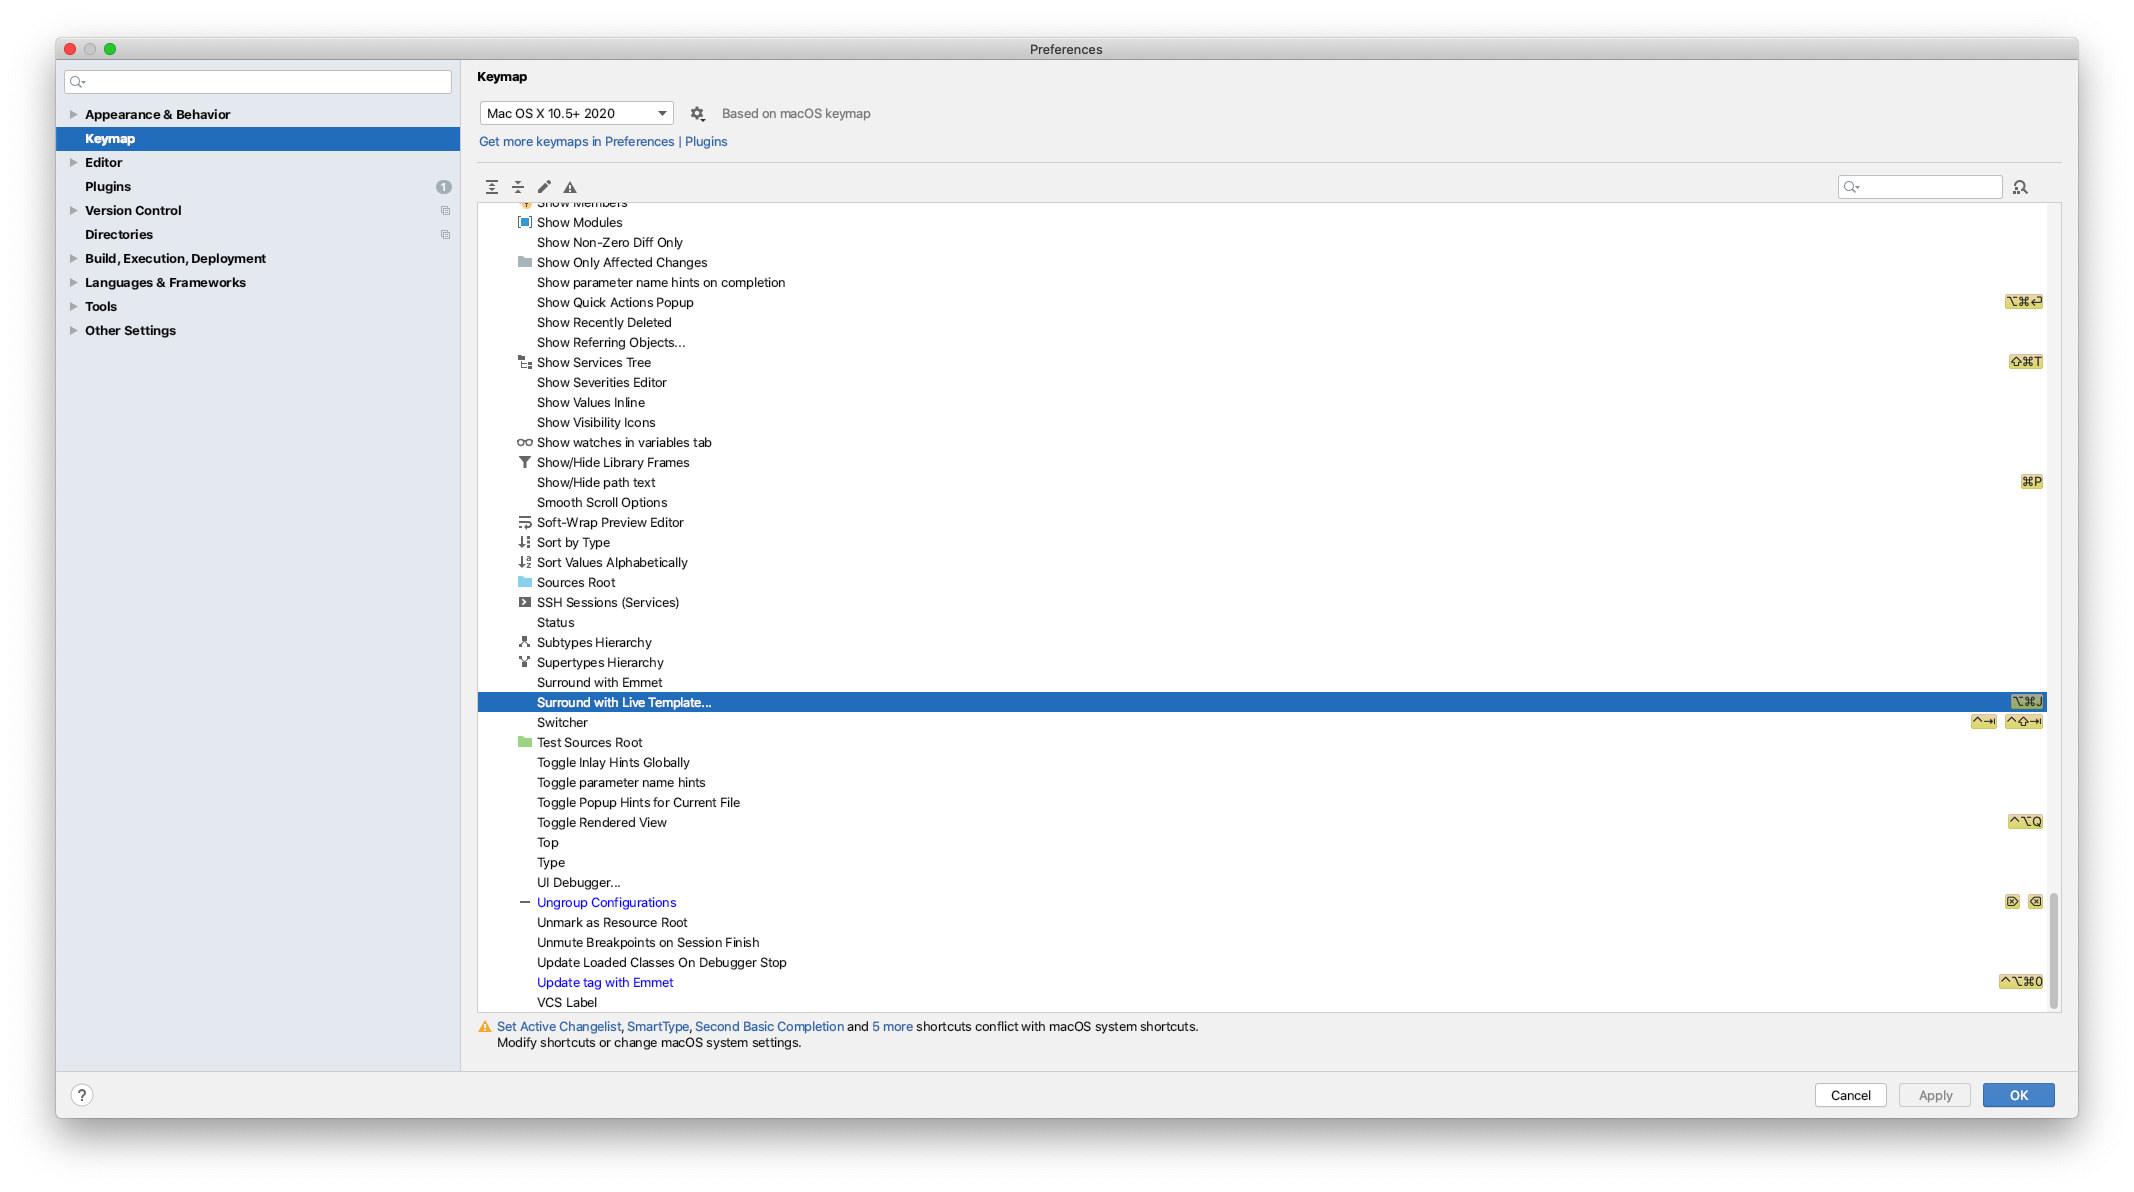 Preferences
Appearance & Behavior
Keymap
Editor
Plugins
1
Version Control
Directories
Build, Execution, Deployment
Languages & Frameworks
Tools
Other Settings
Keymap
Mac OS X 10.5+ 2020
Based on macOS keymap
Get more keymaps in Preferences | Plugins
Show Members
Show Modules
Show Non-Zero Diff Only
Show Only Affected Changes
Show parameter name hints on completion
Show Quick Actions Popup ⌥⌘↩
Show Recently Deleted
Show Referring Objects...
Show Services Tree ⇧⌘T
Show Severities Editor
Show Values Inline
Show Visibility Icons
Show watches in variables tab
Show/Hide Library Frames
Show/Hide path text ⌘P
Smooth Scroll Options
Soft-Wrap Preview Editor
Sort by Type
Sort Values Alphabetically
Sources Root
SSH Sessions (Services)
Status
Subtypes Hierarchy
Supertypes Hierarchy
Surround with Emmet
Surround with Live Template... ⌥⌘J
Switcher ^⇥ ^⇧⇥
Test Sources Root
Toggle Inlay Hints Globally
Toggle parameter name hints
Toggle Popup Hints for Current File
Toggle Rendered View ^⌥Q
Top
Type
UI Debugger...
Ungroup Configurations ⌦ ⌫
Unmark as Resource Root
Unmute Breakpoints on Session Finish
Update Loaded Classes On Debugger Stop
Update tag with Emmet ^⌥⌘0
VCS Label
Set Active Changelist, SmartType, Second Basic Completion and 5 more shortcuts conflict with macOS system shortcuts.
Modify shortcuts or change macOS system settings.
?
Cancel
Apply
OK